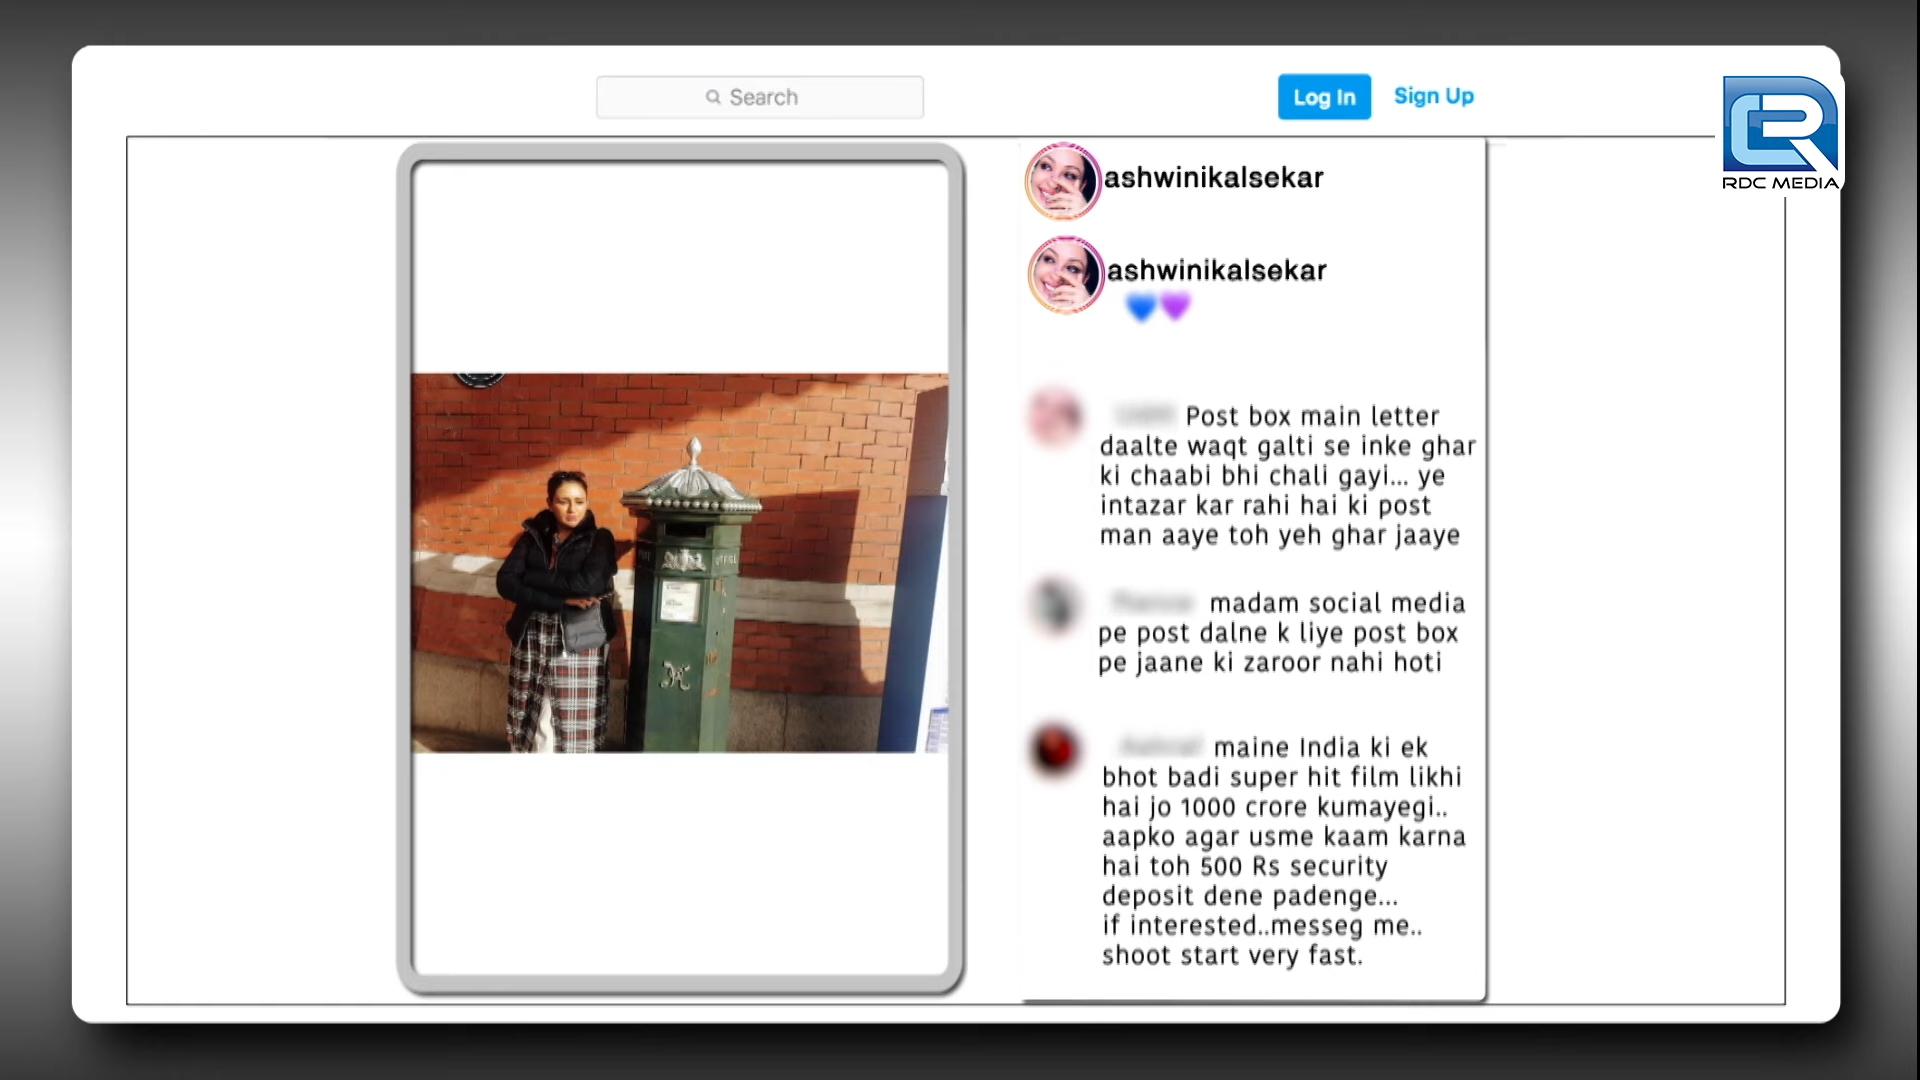 Search
Log In
Sign Up
RDC MEDIA
ashwinikalsekar
ashwinikalsekar
Post box main letter
daalte waqt galti se inke ghar
ki chaabi bhi chali gayi... ye
intazar kar rahi hai ki post
man aaye toh yeh ghar jaaye
madam social media
pe post dalne k liye post box
pe jaane ki zaroor nahi hoti
maine India ki ek
bhot badi super hit film likhi
hai jo 1000 crore kumayegi..
aapko agar usme kaam karna
hai toh 500 Rs security
deposit dene padenge...
if interested..messeg me..
shoot start very fast.